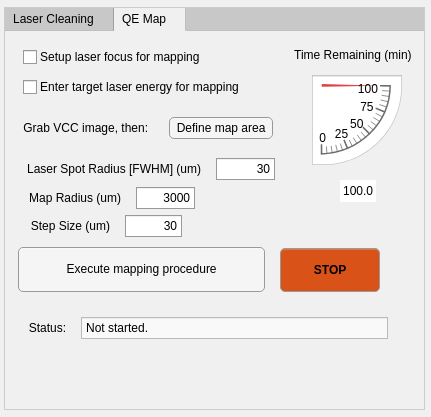 Laser Cleaning
QE Map
Setup laser focus for mapping
Time Remaining (min)
Enter target laser energy for mapping
100
75
50
25
0
Grab VCC image, then:
Define map area
Laser Spot Radius [FWHM] (um)
30
100.0
Map Radius (um)
3000
Step Size (um)
30
Execute mapping procedure
STOP
Status:
Not started.